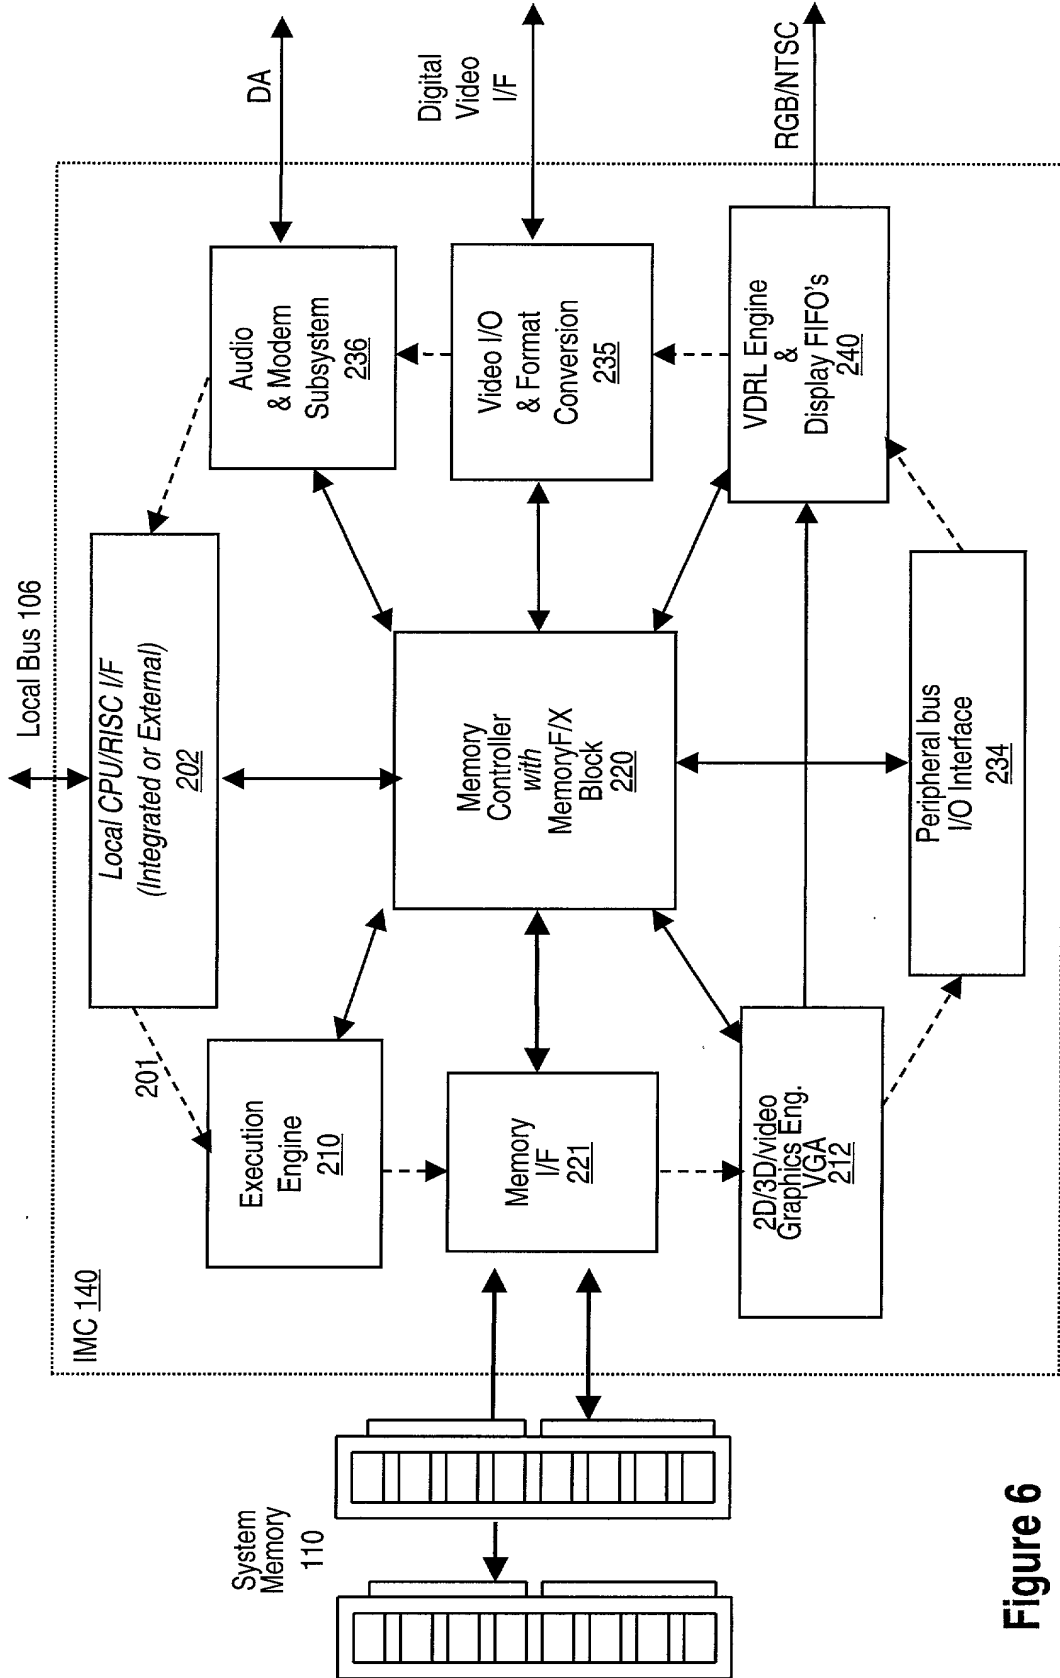 Local Bus 106
Local CPU/RISC I/F
(Integrated or External)
202
201
IMC 140
System
Memory
110
Execution
Engine
210
Memory
I/F
221
2D/3D/video
Graphics Eng.
VGA
212
Memory
Controller
with
MemoryF/X
Block
220
Audio
& Modem
Subsystem
236
Video I/O
& Format
Conversion
235
VDRL Engine
&
Display FIFO's
240
Peripheral bus
I/O Interface
234
DA
Digital
Video
I/F
RGB/NTSC
Figure 6